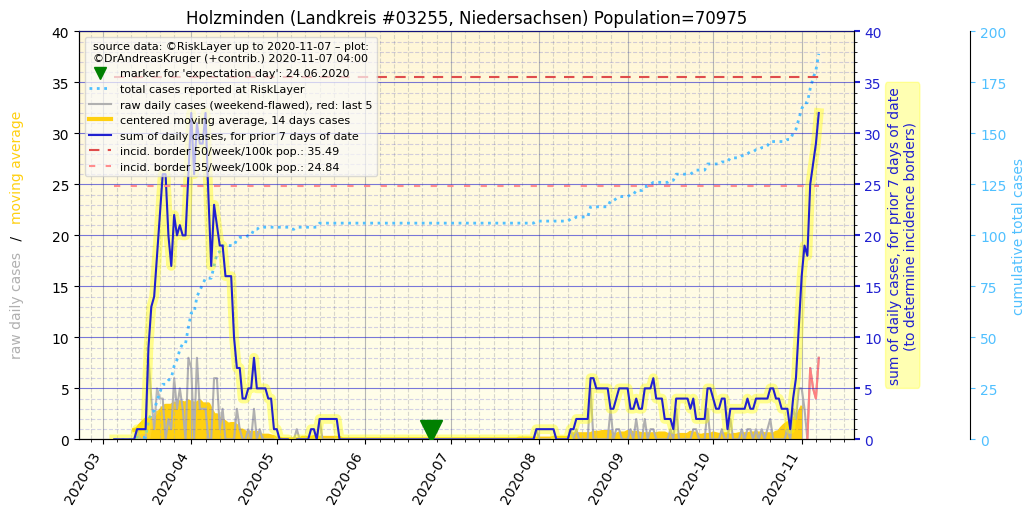 Holzminden (Landkreis #03255, Niedersachsen) Population=70975
source data: ©RiskLayer up to 2020-11-07 – plot:
©DrAndreasKruger (+contrib.) 2020-11-07 04:00
marker for 'expectation day': 24.06.2020
total cases reported at RiskLayer
raw daily cases (weekend-flawed), red: last 5
centered moving average, 14 days cases
sum of daily cases, for prior 7 days of date
incid. border 50/week/100k pop.: 35.49
incid. border 35/week/100k pop.: 24.84
raw daily cases / moving average
40
35
30
25
20
15
10
5
0
2020-03
2020-04
2020-05
2020-06
2020-07
2020-08
2020-09
2020-10
2020-11
40
35
30
25
20
15
10
5
0
sum of daily cases, for prior 7 days of date
(to determine incidence borders)
200
175
150
125
100
75
50
25
0
cumulative total cases